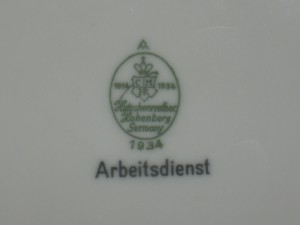 1814 1934
C M
H R
Hutschenreuther
Hohenberg
Germany
1934
Arbeitsdienst